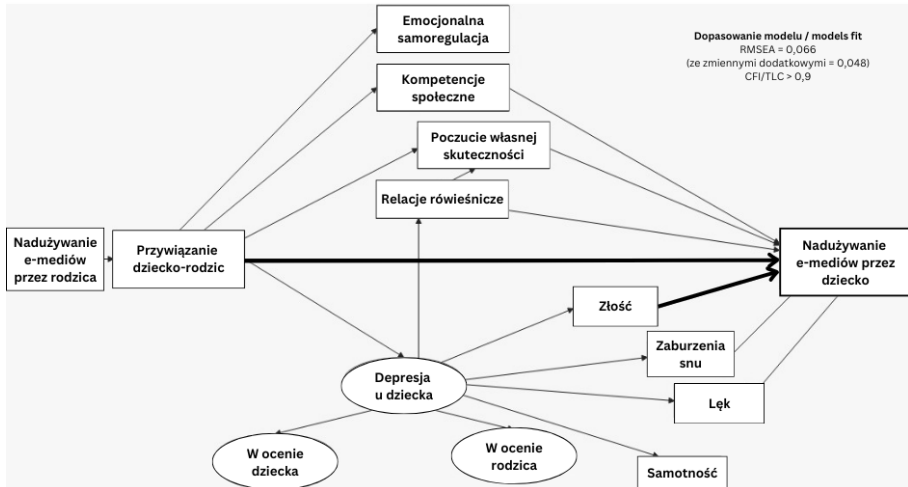 Emocjonalna
samoregulacja
Dopasowanie modelu / models fit
RMSEA = 0,066
(ze zmiennymi dodatkowymi = 0,048)
CFI/TLC > 0,9
Kompetencje
społeczne
Poczucie własnej
skuteczności
Relacje rówieśnicze
Nadużywanie
e-mediów
przez rodzica
Przywiązanie
dziecko-rodzic
Nadużywanie
e-mediów przez
dziecko
Złość
Zaburzenia
snu
Depresja
u dziecka
Lęk
W ocenie
dziecka
W ocenie
rodzica
Samotność